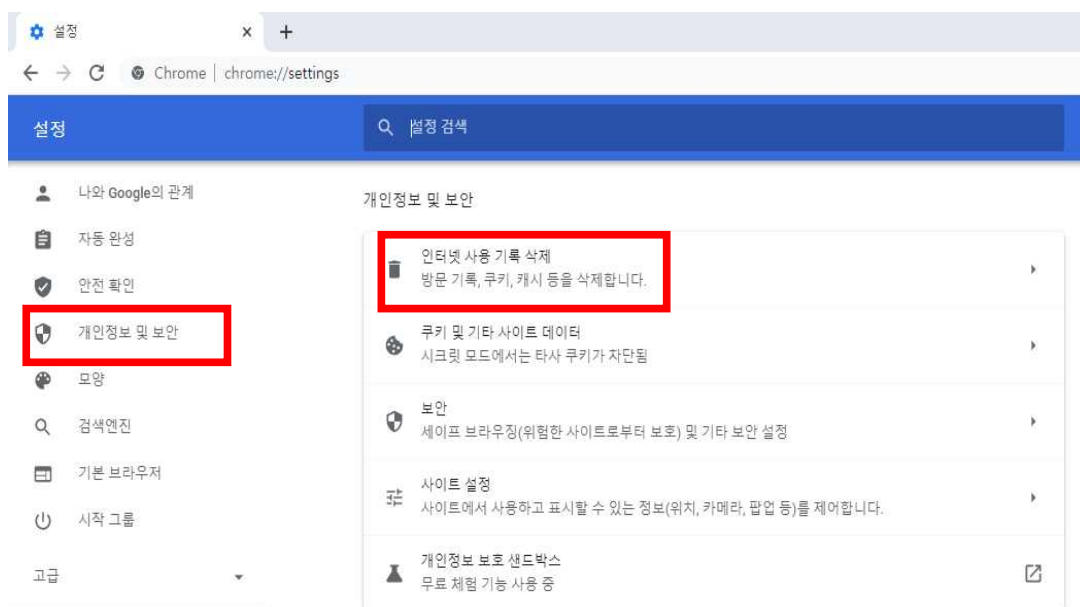 설정
Chrome | chrome://settings
설정
설정 검색
나와 Google의 관계
자동 완성
안전 확인
개인정보 및 보안
모양
검색엔진
기본 브라우저
시작 그룹
고급
개인정보 및 보안
인터넷 사용 기록 삭제
방문 기록, 쿠키, 캐시 등을 삭제합니다.
쿠키 및 기타 사이트 데이터
시크릿 모드에서는 타사 쿠키가 차단됨
보안
세이프 브라우징(위험한 사이트로부터 보호) 및 기타 보안 설정
사이트 설정
사이트에서 사용하고 표시할 수 있는 정보(위치, 카메라, 팝업 등)를 제어합니다.
개인정보 보호 샌드박스
무료 체험 기능 사용 중